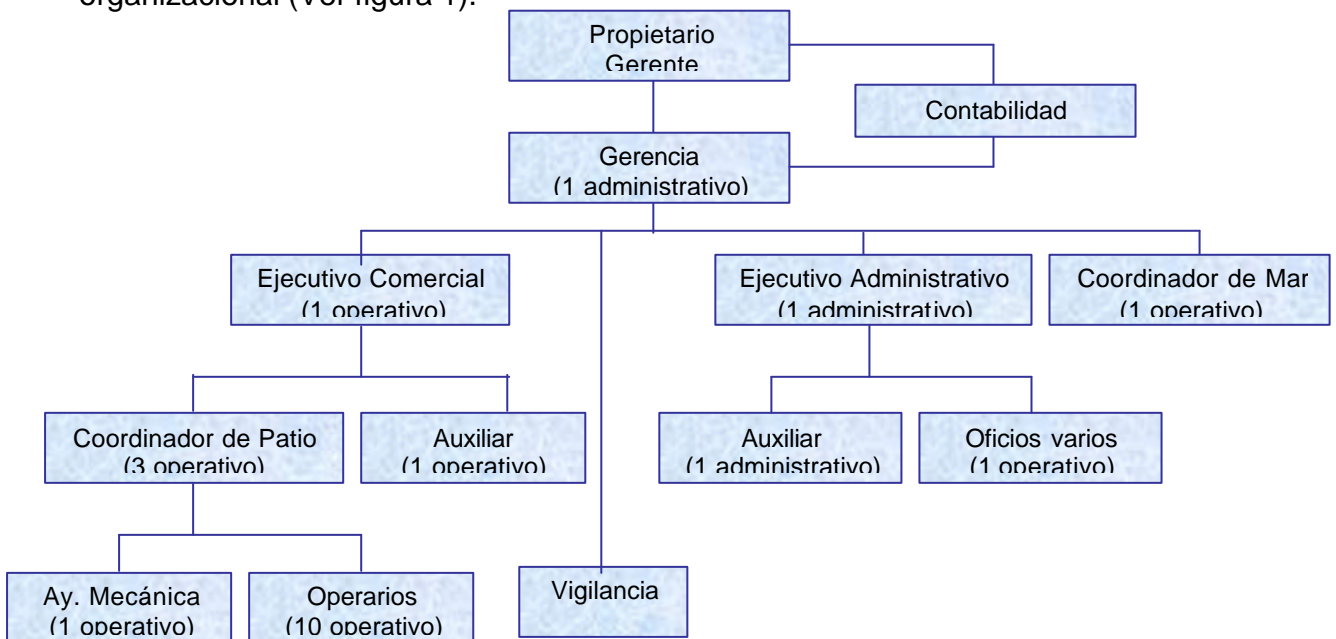 organizacional (Ver figura 1).
Propietario
Gerente
Contabilidad
Gerencia
(1 administrativo)
Ejecutivo Comercial
(1 operativo)
Ejecutivo Administrativo
(1 administrativo)
Coordinador de Mar
(1 operativo)
Coordinador de Patio
(3 operativo)
Auxiliar
(1 operativo)
Auxiliar
(1 administrativo)
Oficios varios
(1 operativo)
Ay. Mecánica
(1 operativo)
Operarios
(10 operativo)
Vigilancia